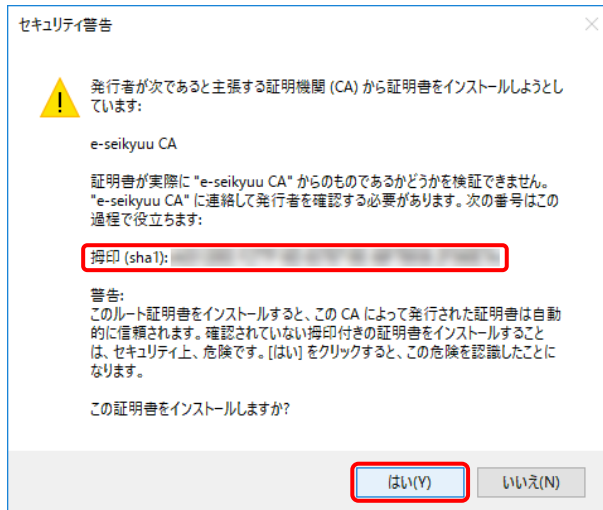 セキュリティ警告
発行者が次であると主張する証明機関 (CA) から証明書をインストールしようとし
ています:
e-seikyuu CA
証明書が実際に "e-seikyuu CA" からのものであるかどうかを検証できません。
"e-seikyuu CA" に連絡して発行者を確認する必要があります。次の番号はこの
過程で役立ちます:
拇印 (sha1):
警告:
このルート証明書をインストールすると、この CA によって発行された証明書は自動
的に信頼されます。確認されていない拇印付きの証明書をインストールすること
は、セキュリティ上、危険です。[はい] をクリックすると、この危険を認識したことに
なります。
この証明書をインストールしますか?
はい(Y)
いいえ(N)